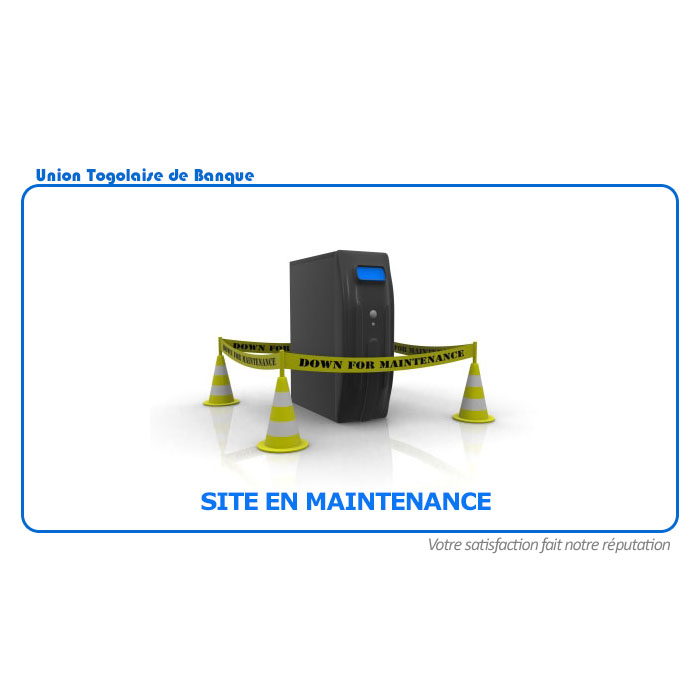 Union Togolaise de Banque
DOWN FOR
DOWN FOR MAINTENANCE
FOR MAINTENANCE
DOWN FOR MAINTENANCE
SITE EN MAINTENANCE
Votre satisfaction fait notre réputation